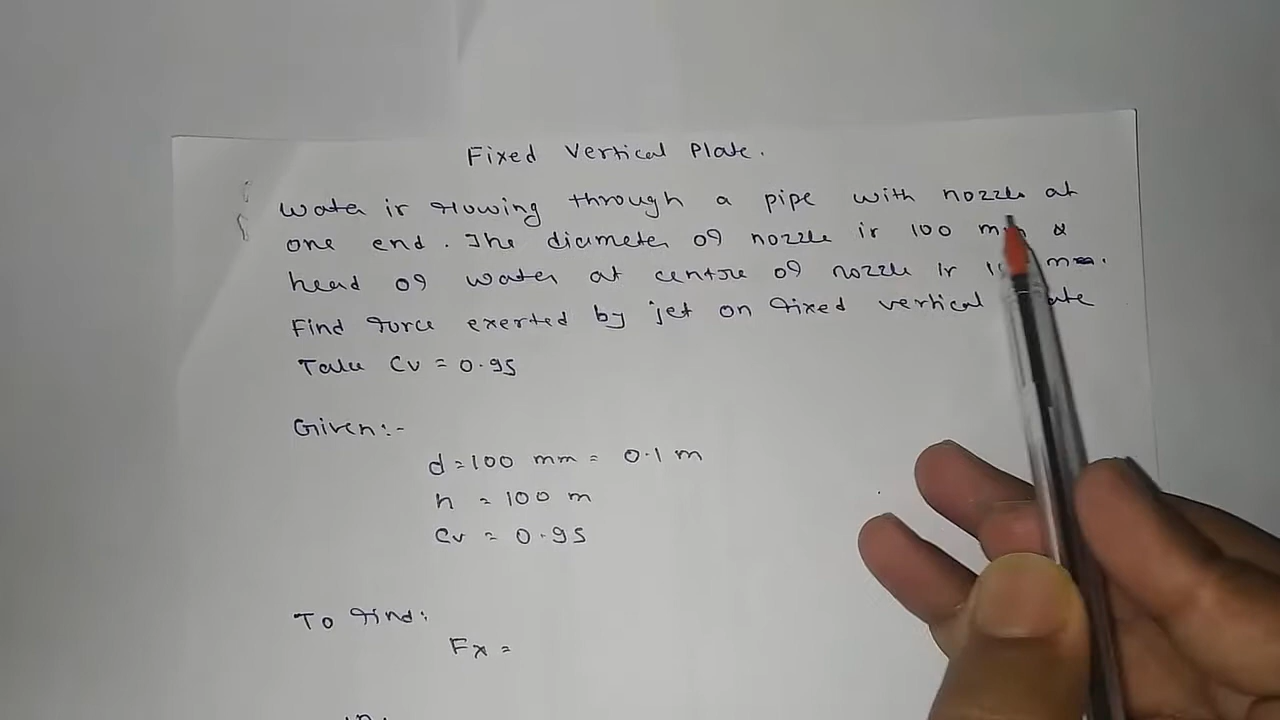 Fixed Vertical Plate.
Water is flowing through a pipe with nozzle at
one end. The diameter of nozzle is 100 &
head of water at centre of nozzle is m.
Find force exerted by jet on fixed vertical
Take Cv = 0.95
Given:-
d = 100 mm = 0.1 m
h = 100 m
Cv = 0.95
To find:
Fx =